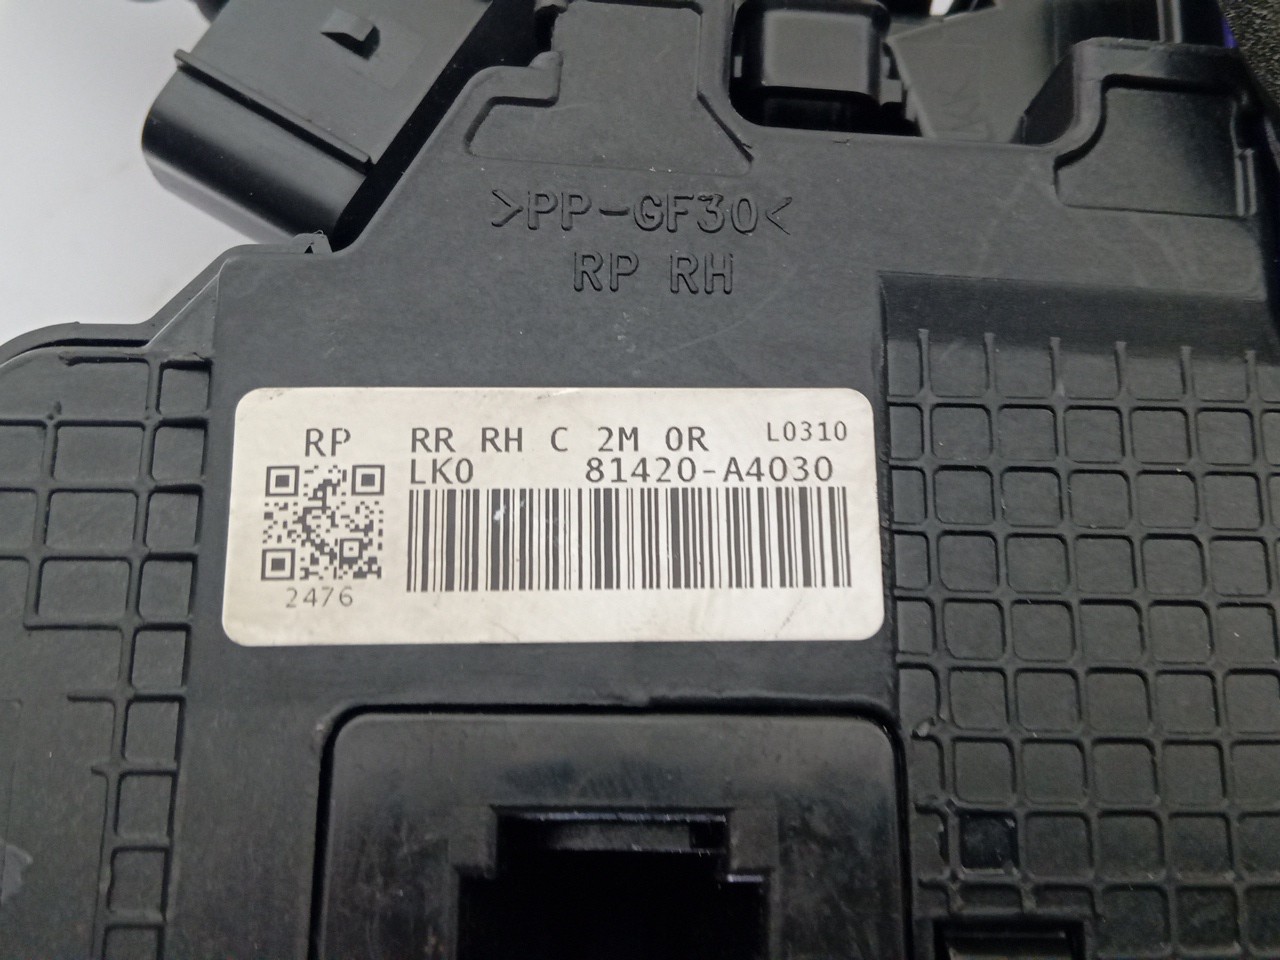 >PP-GF30<
RP RH
RP
RR RH C 2M 0R L0310
LK0 81420-A4030
2476